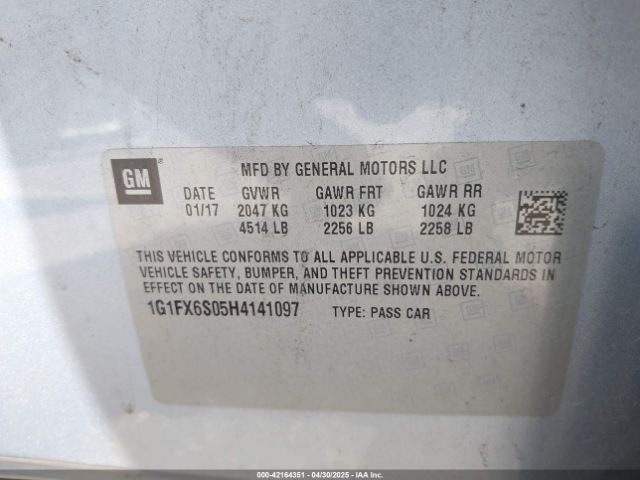 GM
MFD BY GENERAL MOTORS LLC
DATE GVWR GAWR FRT GAWR RR
01/17 2047 KG 1023 KG 1024 KG
4514 LB 2256 LB 2258 LB
THIS VEHICLE CONFORMS TO ALL APPLICABLE U.S. FEDERAL MOTOR
VEHICLE SAFETY, BUMPER, AND THEFT PREVENTION STANDARDS IN
EFFECT ON THE DATE OF MANUFACTURE SHOWN ABOVE.
1G1FX6S05H4141097 TYPE: PASS CAR
000-42164351 - 04/30/2025 - IAAI.COM